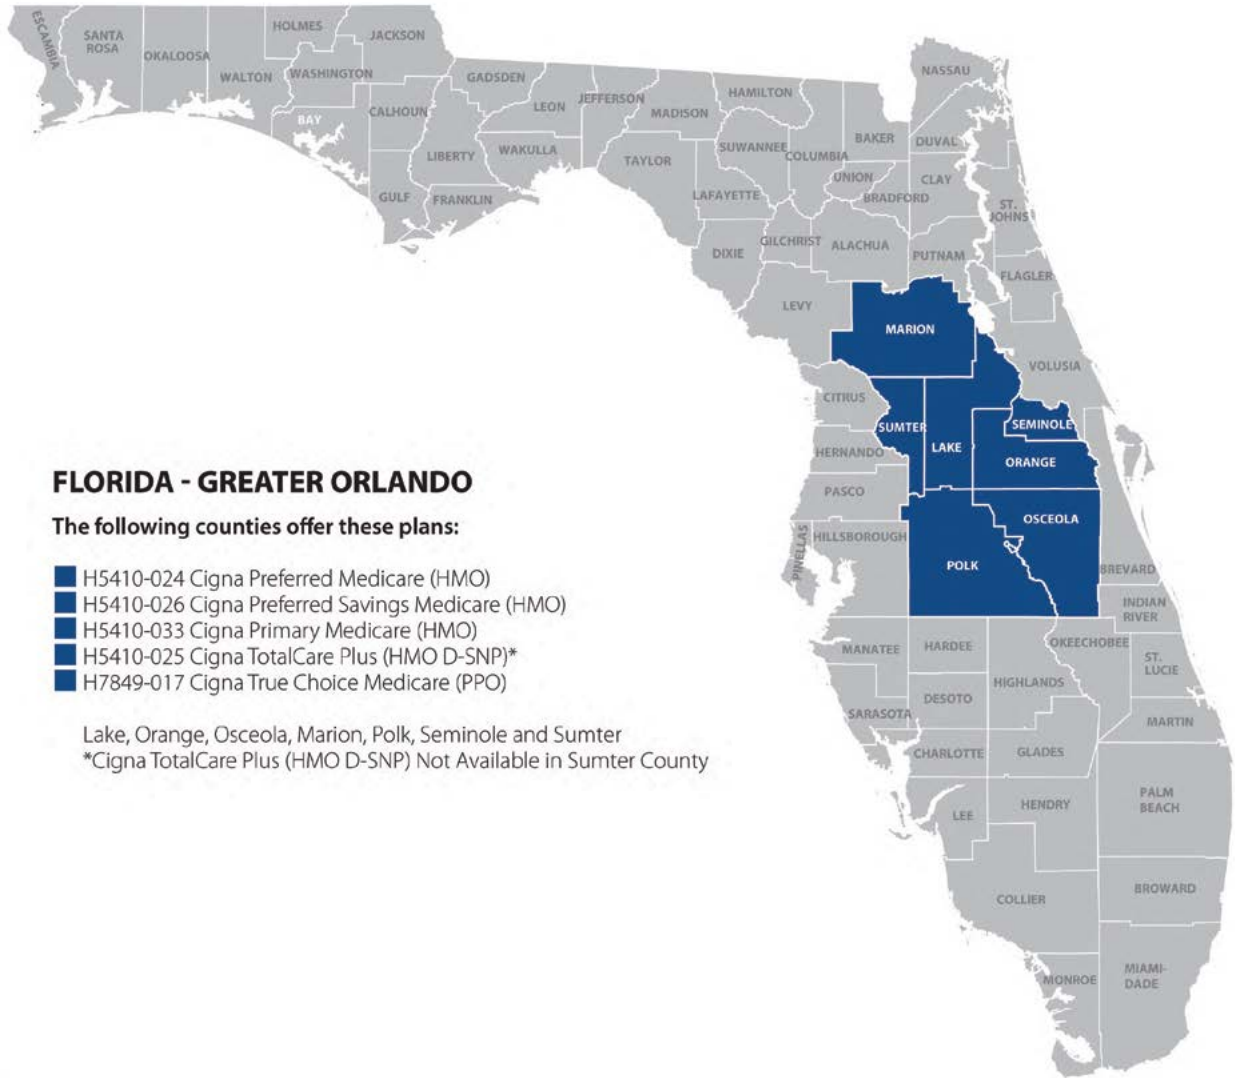 HOLMES
JACKSON
ESCAMBIA
SANTA
ROSA
OKALOOSA
WALTON
WASHINGTON
GADSDEN
NASSAU
HAMILTON
JEFFERSON
LEON
MADISON
CALHOUN
BAY
BAKER
DUVAL
SUWANNEE
COLUMBIA
LIBERTY
WAKULLA
TAYLOR
UNION
CLAY
LAFAYETTE
BRADFORD
GULF
FRANKLIN
ST.
JOHNS
GILCHRIST
ALACHUA
DIXIE
PUTNAM
FLAGLER
LEVY
MARION
VOLUSIA
CITRUS
SUMTER
SEMINOLE
LAKE
HERNANDO
ORANGE
PASCO
OSCEOLA
PINELLAS
HILLSBOROUGH
POLK
BREVARD
INDIAN
RIVER
MANATEE
HARDEE
OKEECHOBEE
ST.
LUCIE
HIGHLANDS
DESOTO
SARASOTA
MARTIN
CHARLOTTE
GLADES
PALM
BEACH
HENDRY
LEE
BROWARD
COLLIER
MONROE
MIAMI-
DADE
FLORIDA - GREATER ORLANDO
The following counties offer these plans:
H5410-024 Cigna Preferred Medicare (HMO)
H5410-026 Cigna Preferred Savings Medicare (HMO)
H5410-033 Cigna Primary Medicare (HMO)
H5410-025 Cigna TotalCare Plus (HMO D-SNP)*
H7849-017 Cigna True Choice Medicare (PPO)
Lake, Orange, Osceola, Marion, Polk, Seminole and Sumter
*Cigna TotalCare Plus (HMO D-SNP) Not Available in Sumter County